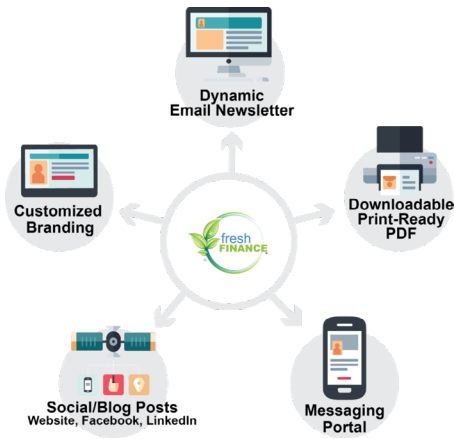 Dynamic
Email Newsletter
Customized
Branding
Downloadable
Print-Ready
PDF
fresh
FINANCE
Social/Blog Posts
Website, Facebook, LinkedIn
Messaging
Portal